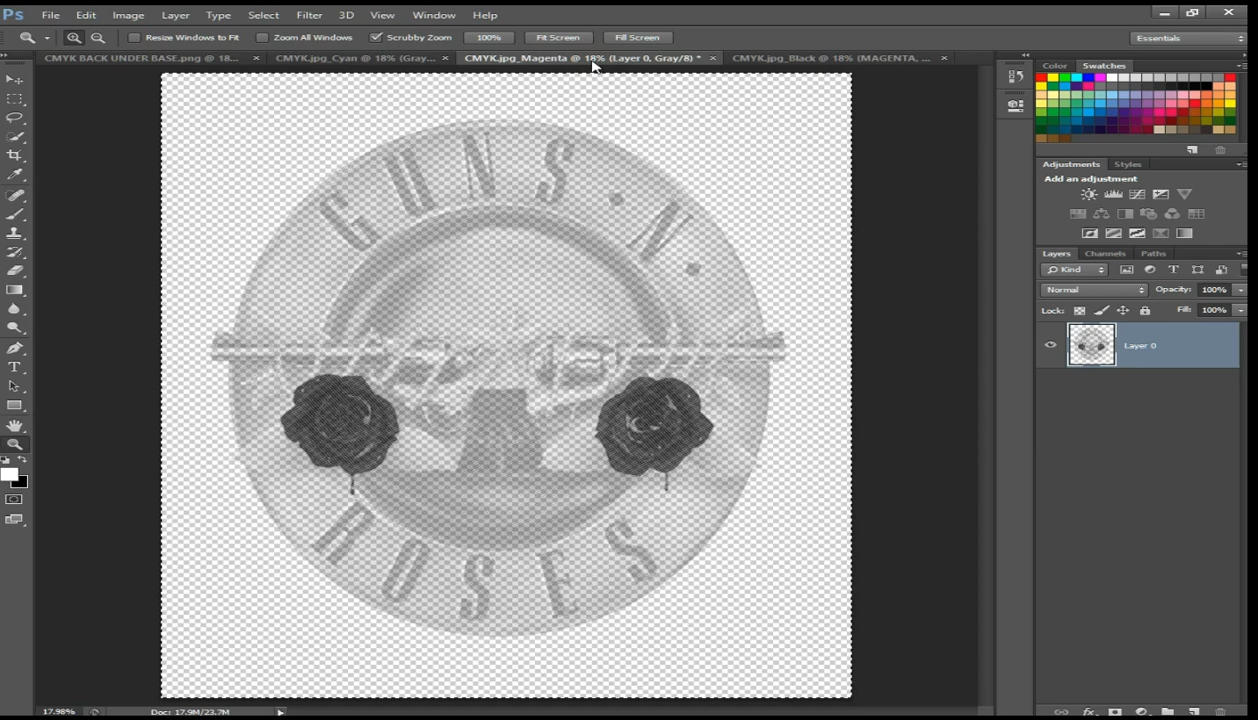 Ps File Edit Image Layer Type Select Filter 3D View Window Help
Resize Windows to Fit Zoom All Windows Scrubby Zoom 100% Fit Screen Fill Screen Essentials
CMYK BACK UNDER BASE.png @ 18... × CMYK.jpg_Cyan @ 18% (Gray... × CMYK.jpg_Magenta @ 18% (Layer 0, Gray/8) * × CMYK.jpg_Black @ 18% (MAGENTA, ... ×
Color Swatches
Adjustments Styles
Add an adjustment
Layers Channels Paths
Kind
Normal Opacity: 100%
Lock: Fill: 100%
Layer 0
GUNS • N •
ROSES
17.98% Doc: 17.9M/23.7M